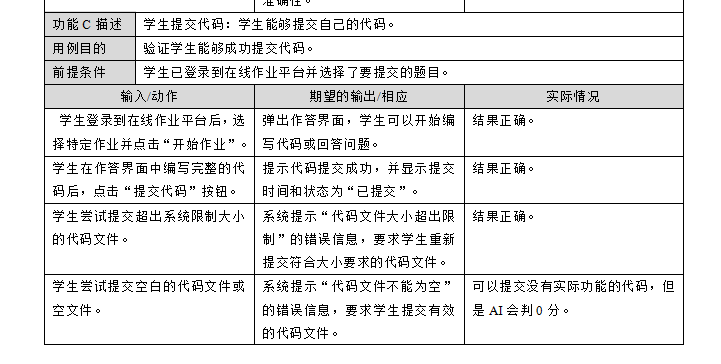 准确性。
功能 C 描述 学生提交代码：学生能够提交自己的代码。
用例目的 验证学生能够成功提交代码。
前提条件 学生已登录到在线作业平台并选择了要提交的题目。
输入/动作 期望的输出/相应 实际情况
学生登录到在线作业平台后，选
择特定作业并点击“开始作业”。
弹出作答界面，学生可以开始编
写代码或回答问题。
结果正确。
学生在作答界面中编写完整的代
码后，点击“提交代码”按钮。
提示代码提交成功，并显示提交
时间和状态为“已提交”。
结果正确。
学生尝试提交超出系统限制大小
的代码文件。
系统提示“代码文件大小超出限
制”的错误信息，要求学生重新
提交符合大小要求的代码文件。
结果正确。
学生尝试提交空白的代码文件或
空文件。
系统提示“代码文件不能为空”
的错误信息，要求学生提交有效
的代码文件。
可以提交没有实际功能的代码，但
是 AI 会判 0 分。